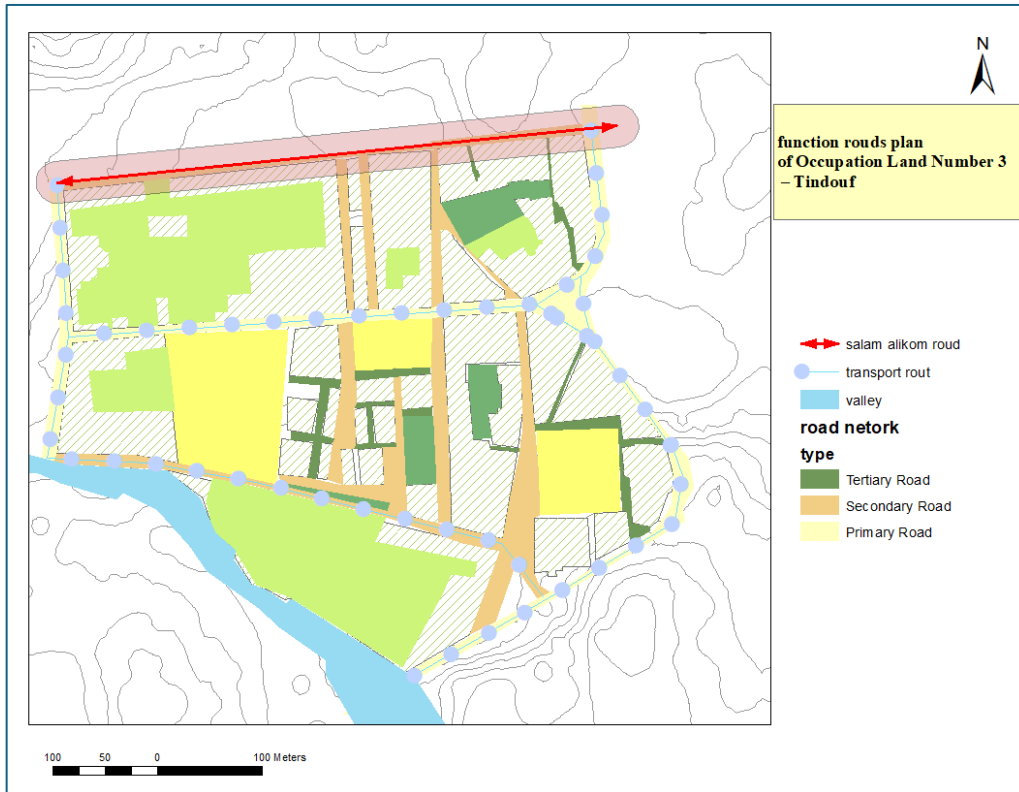 N
function rouds plan
of Occupation Land Number 3
– Tindouf
salam alikom roud
transport rout
valley
road netork
type
Tertiary Road
Secondary Road
Primary Road
100 50 0 100 Meters